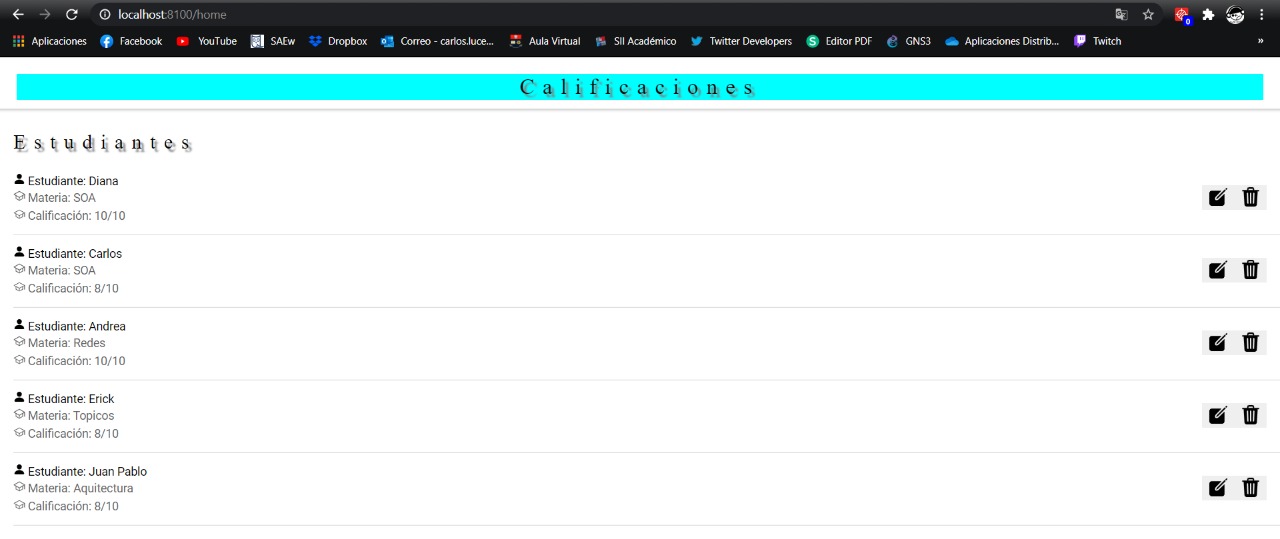 localhost:8100/home
0
Aplicaciones Facebook YouTube SAEw Dropbox Correo - carlos.luce... Aula Virtual SII Académico Twitter Developers Editor PDF GNS3 Aplicaciones Distrib... Twitch »
Calificaciones
Estudiantes
Estudiante: Diana
Materia: SOA
Calificación: 10/10
Estudiante: Carlos
Materia: SOA
Calificación: 8/10
Estudiante: Andrea
Materia: Redes
Calificación: 10/10
Estudiante: Erick
Materia: Topicos
Calificación: 8/10
Estudiante: Juan Pablo
Materia: Aquitectura
Calificación: 8/10